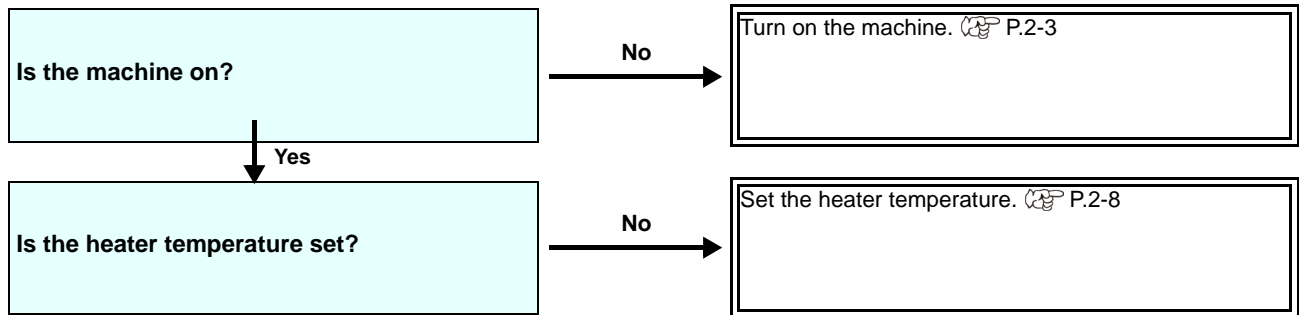 Is the machine on?
No
Turn on the machine. P.2-3
Yes
Is the heater temperature set?
No
Set the heater temperature. P.2-8